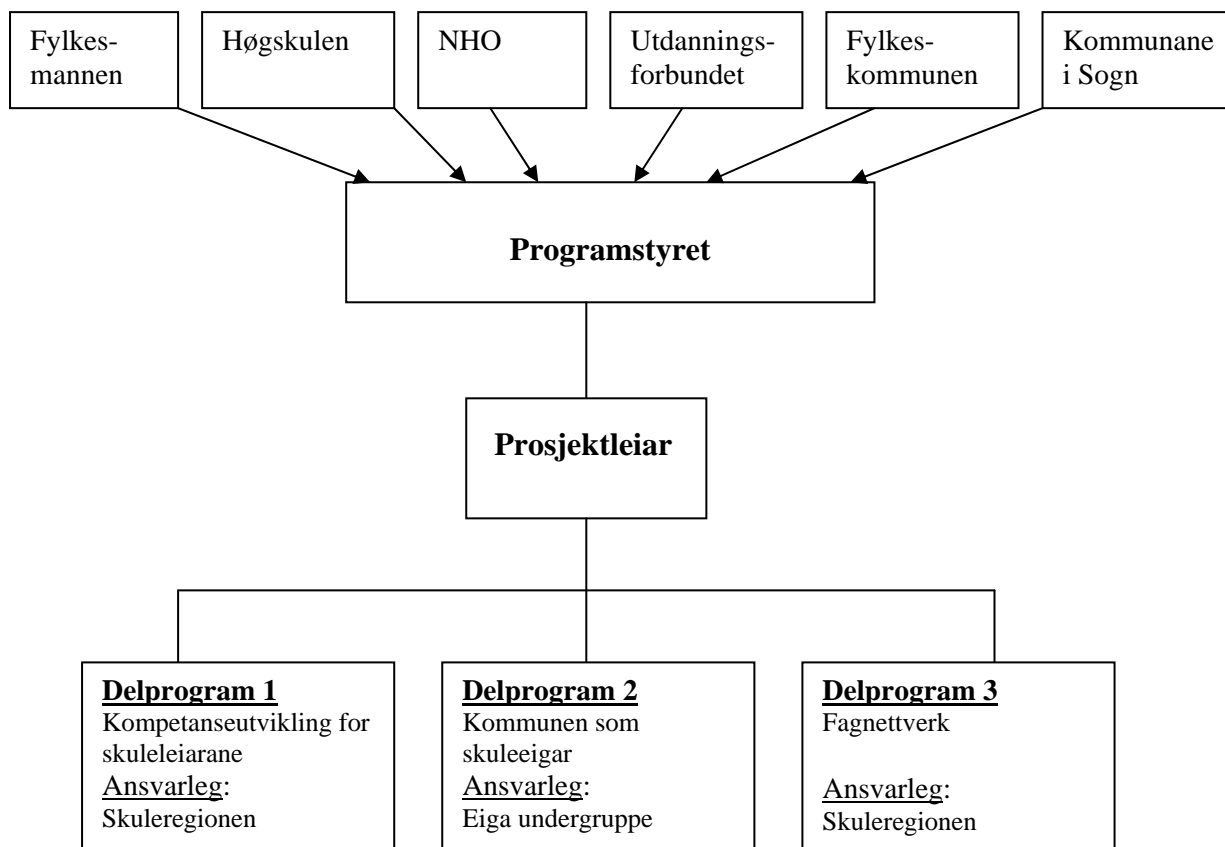 Fylkes-
mannen
Høgskulen
NHO
Utdannings-
forbundet
Fylkes-
kommunen
Kommunane
i Sogn
Programstyret
Prosjektleiar
Delprogram 1
Kompetanseutvikling for
skuleleiarane
Ansvarleg:
Skuleregionen
Delprogram 2
Kommunen som
skuleeigar
Ansvarleg:
Eiga undergruppe
Delprogram 3
Fagnettverk
Ansvarleg:
Skuleregionen